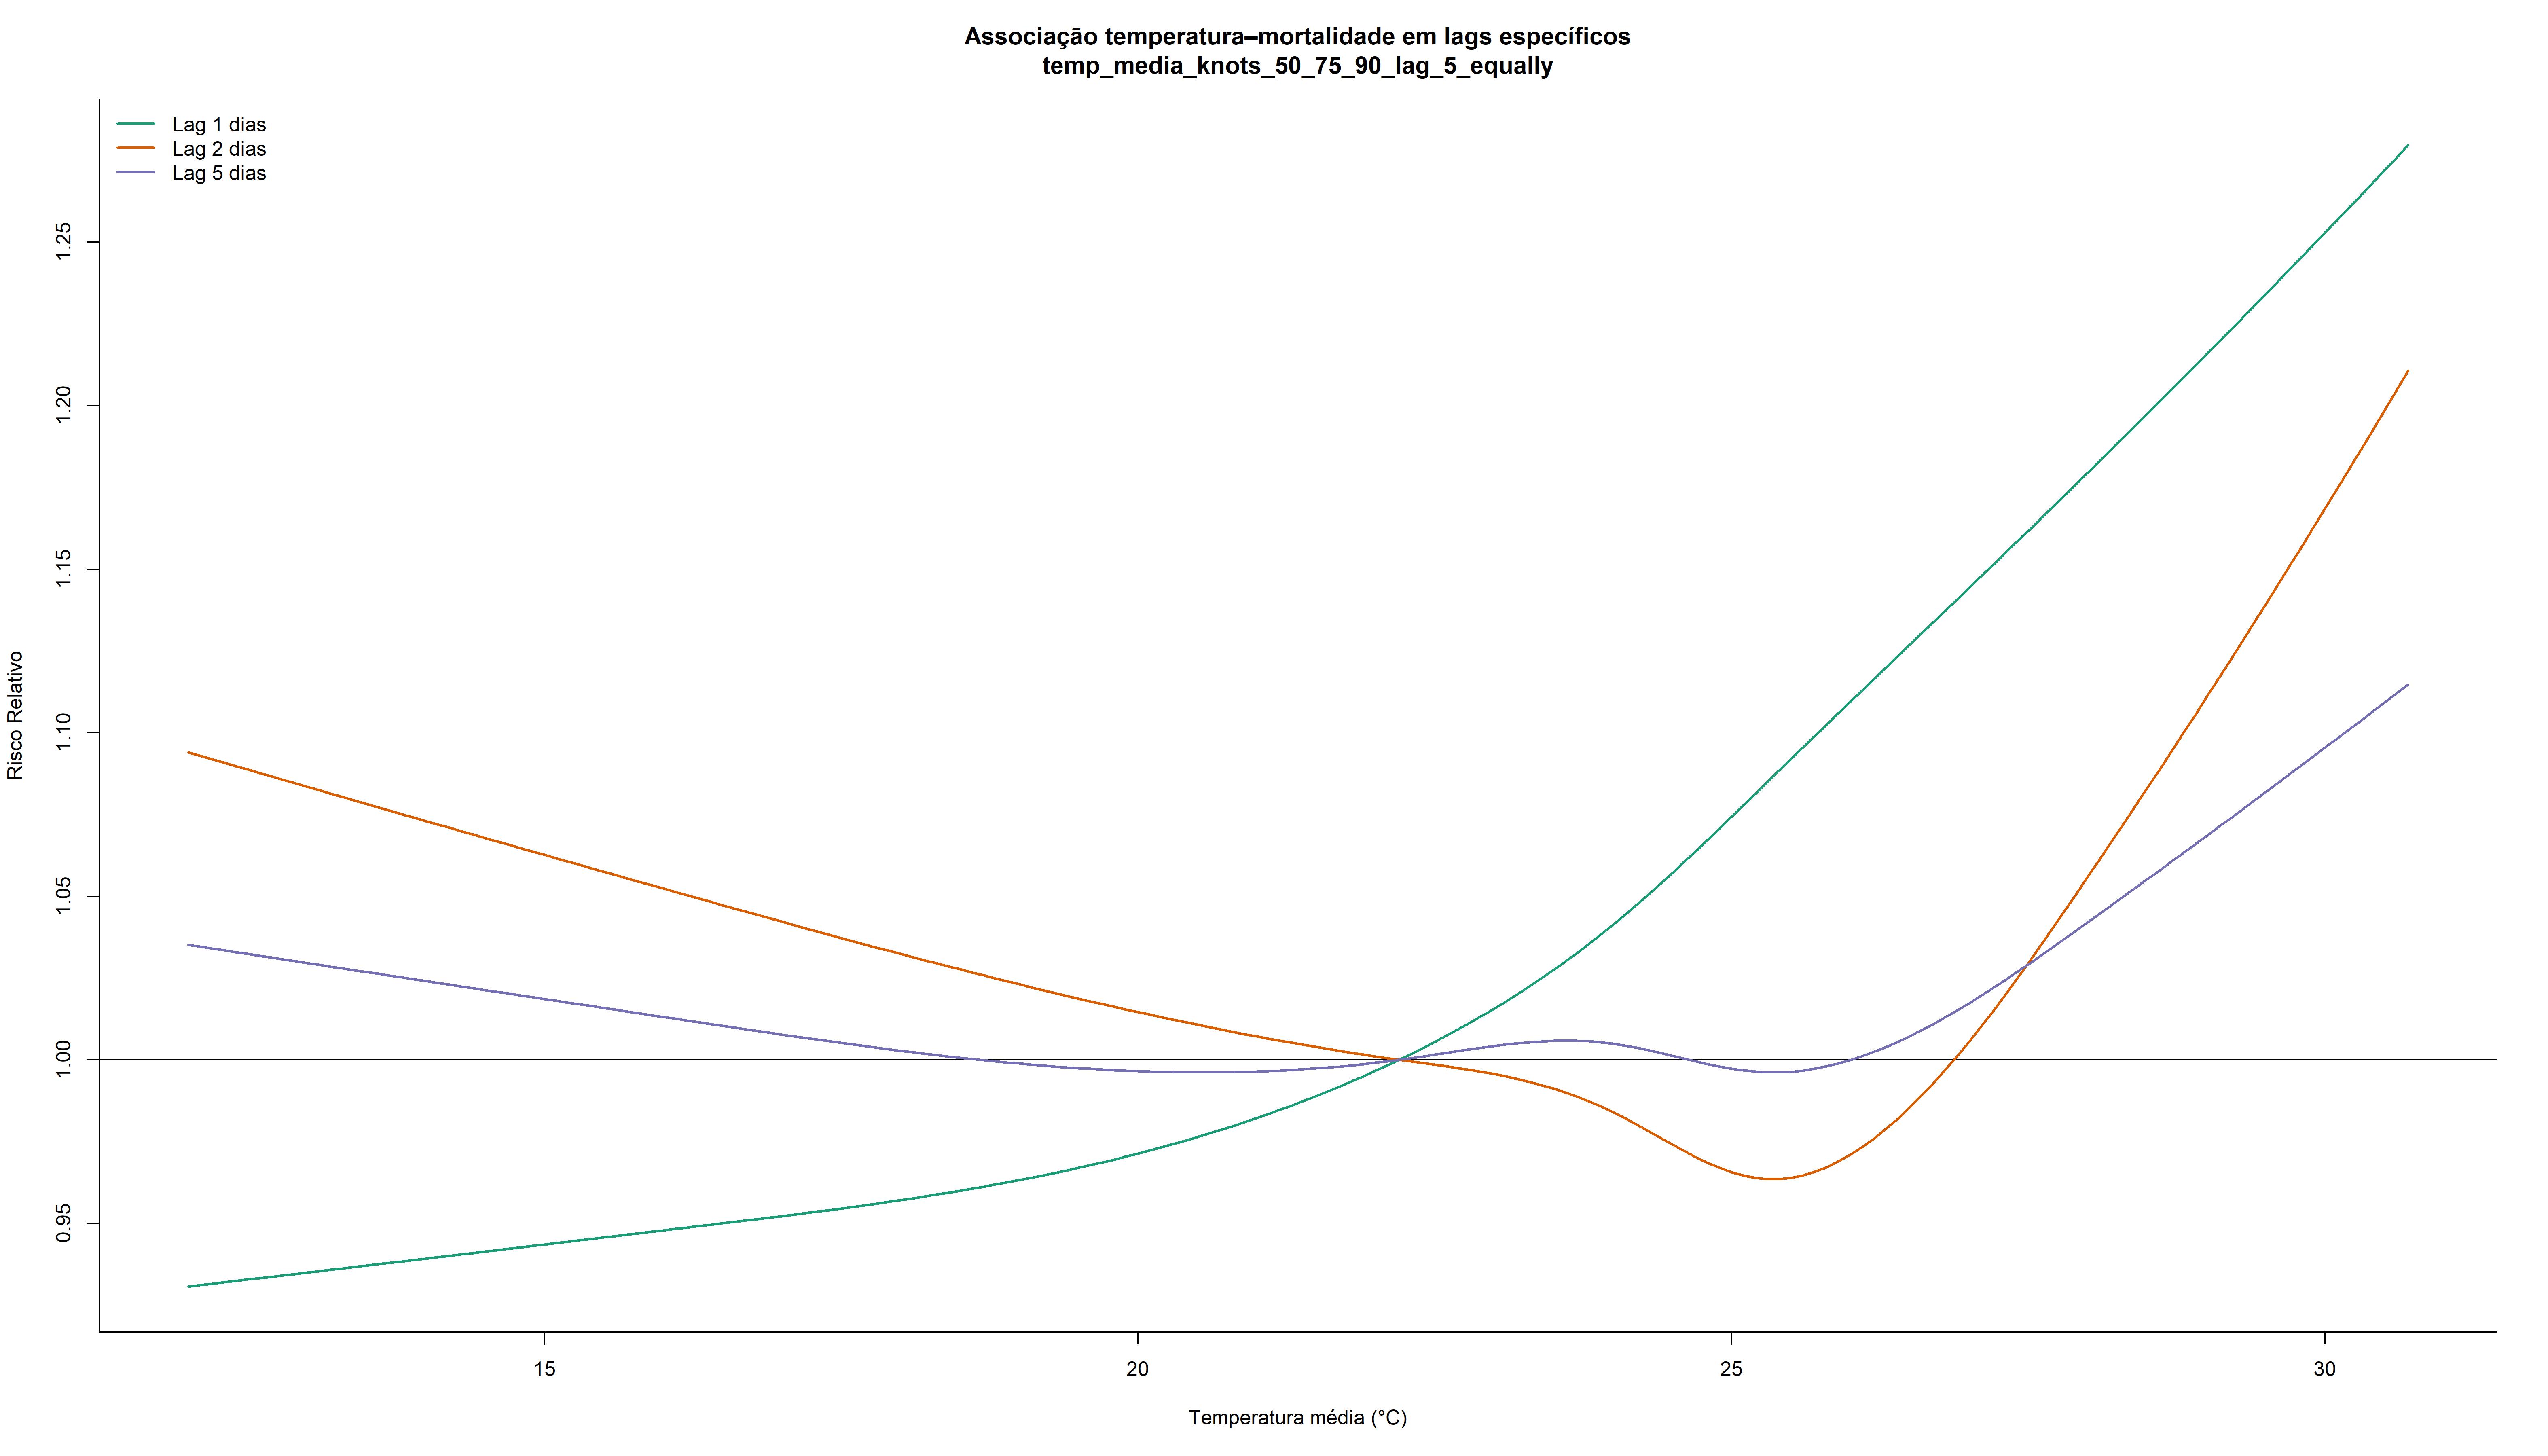 Associação temperatura–mortalidade em lags específicos
temp_media_knots_50_75_90_lag_5_equally
Lag 1 dias
Lag 2 dias
Lag 5 dias
Risco Relativo
1.25
1.20
1.15
1.10
1.05
1.00
0.95
15 20 25 30
Temperatura média (°C)